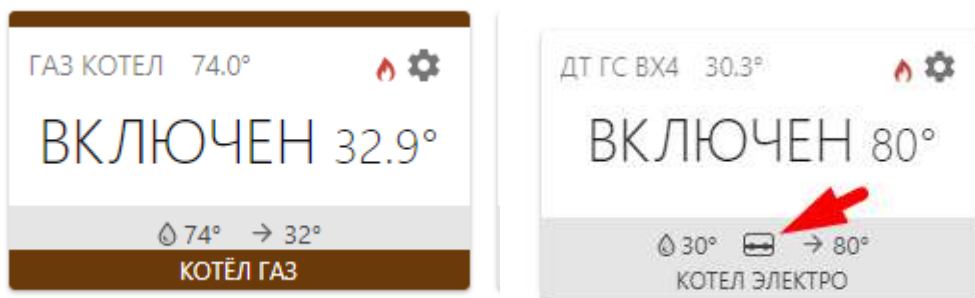 ГАЗ КОТЕЛ 74.0°
ВКЛЮЧЕН 32.9°
74° → 32°
КОТЁЛ ГАЗ
ДТ ГС ВХ4 30.3°
ВКЛЮЧЕН 80°
30° → 80°
КОТЕЛ ЭЛЕКТРО